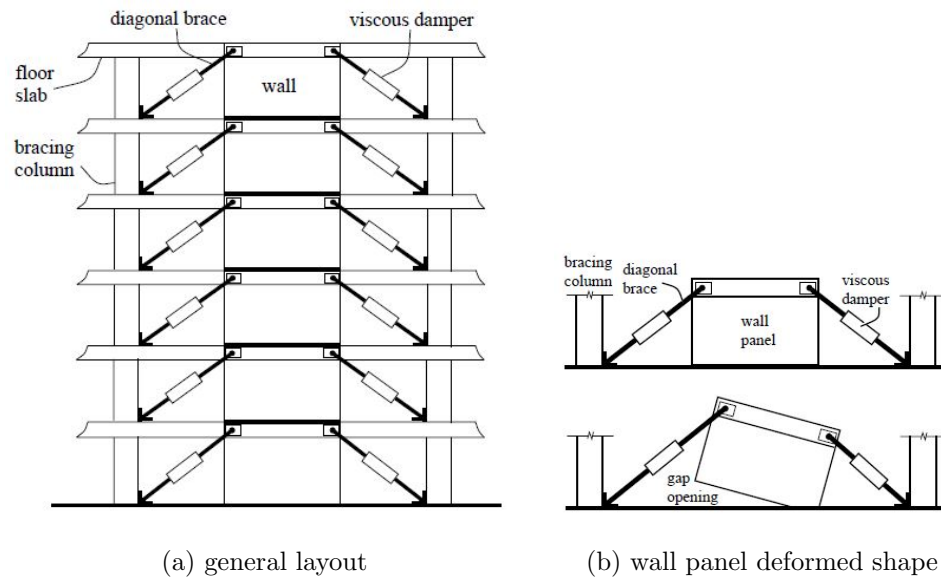 diagonal brace
viscous damper
floor
slab
wall
bracing
column
(a) general layout
bracing
column
diagonal
brace
viscous
damper
wall
panel
gap
opening
(b) wall panel deformed shape